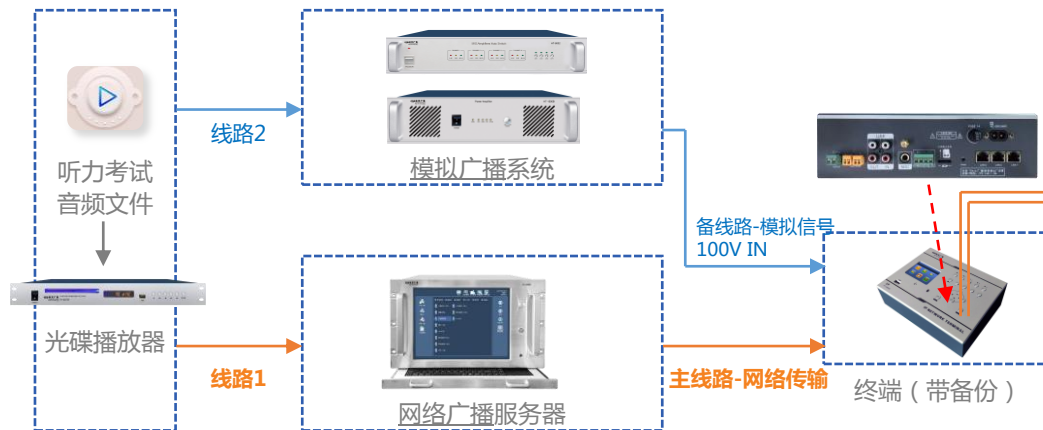 听力考试
音频文件
光碟播放器
线路2
模拟广播系统
线路1
网络广播服务器
备线路-模拟信号
100V IN
主线路-网络传输
终端（带备份）